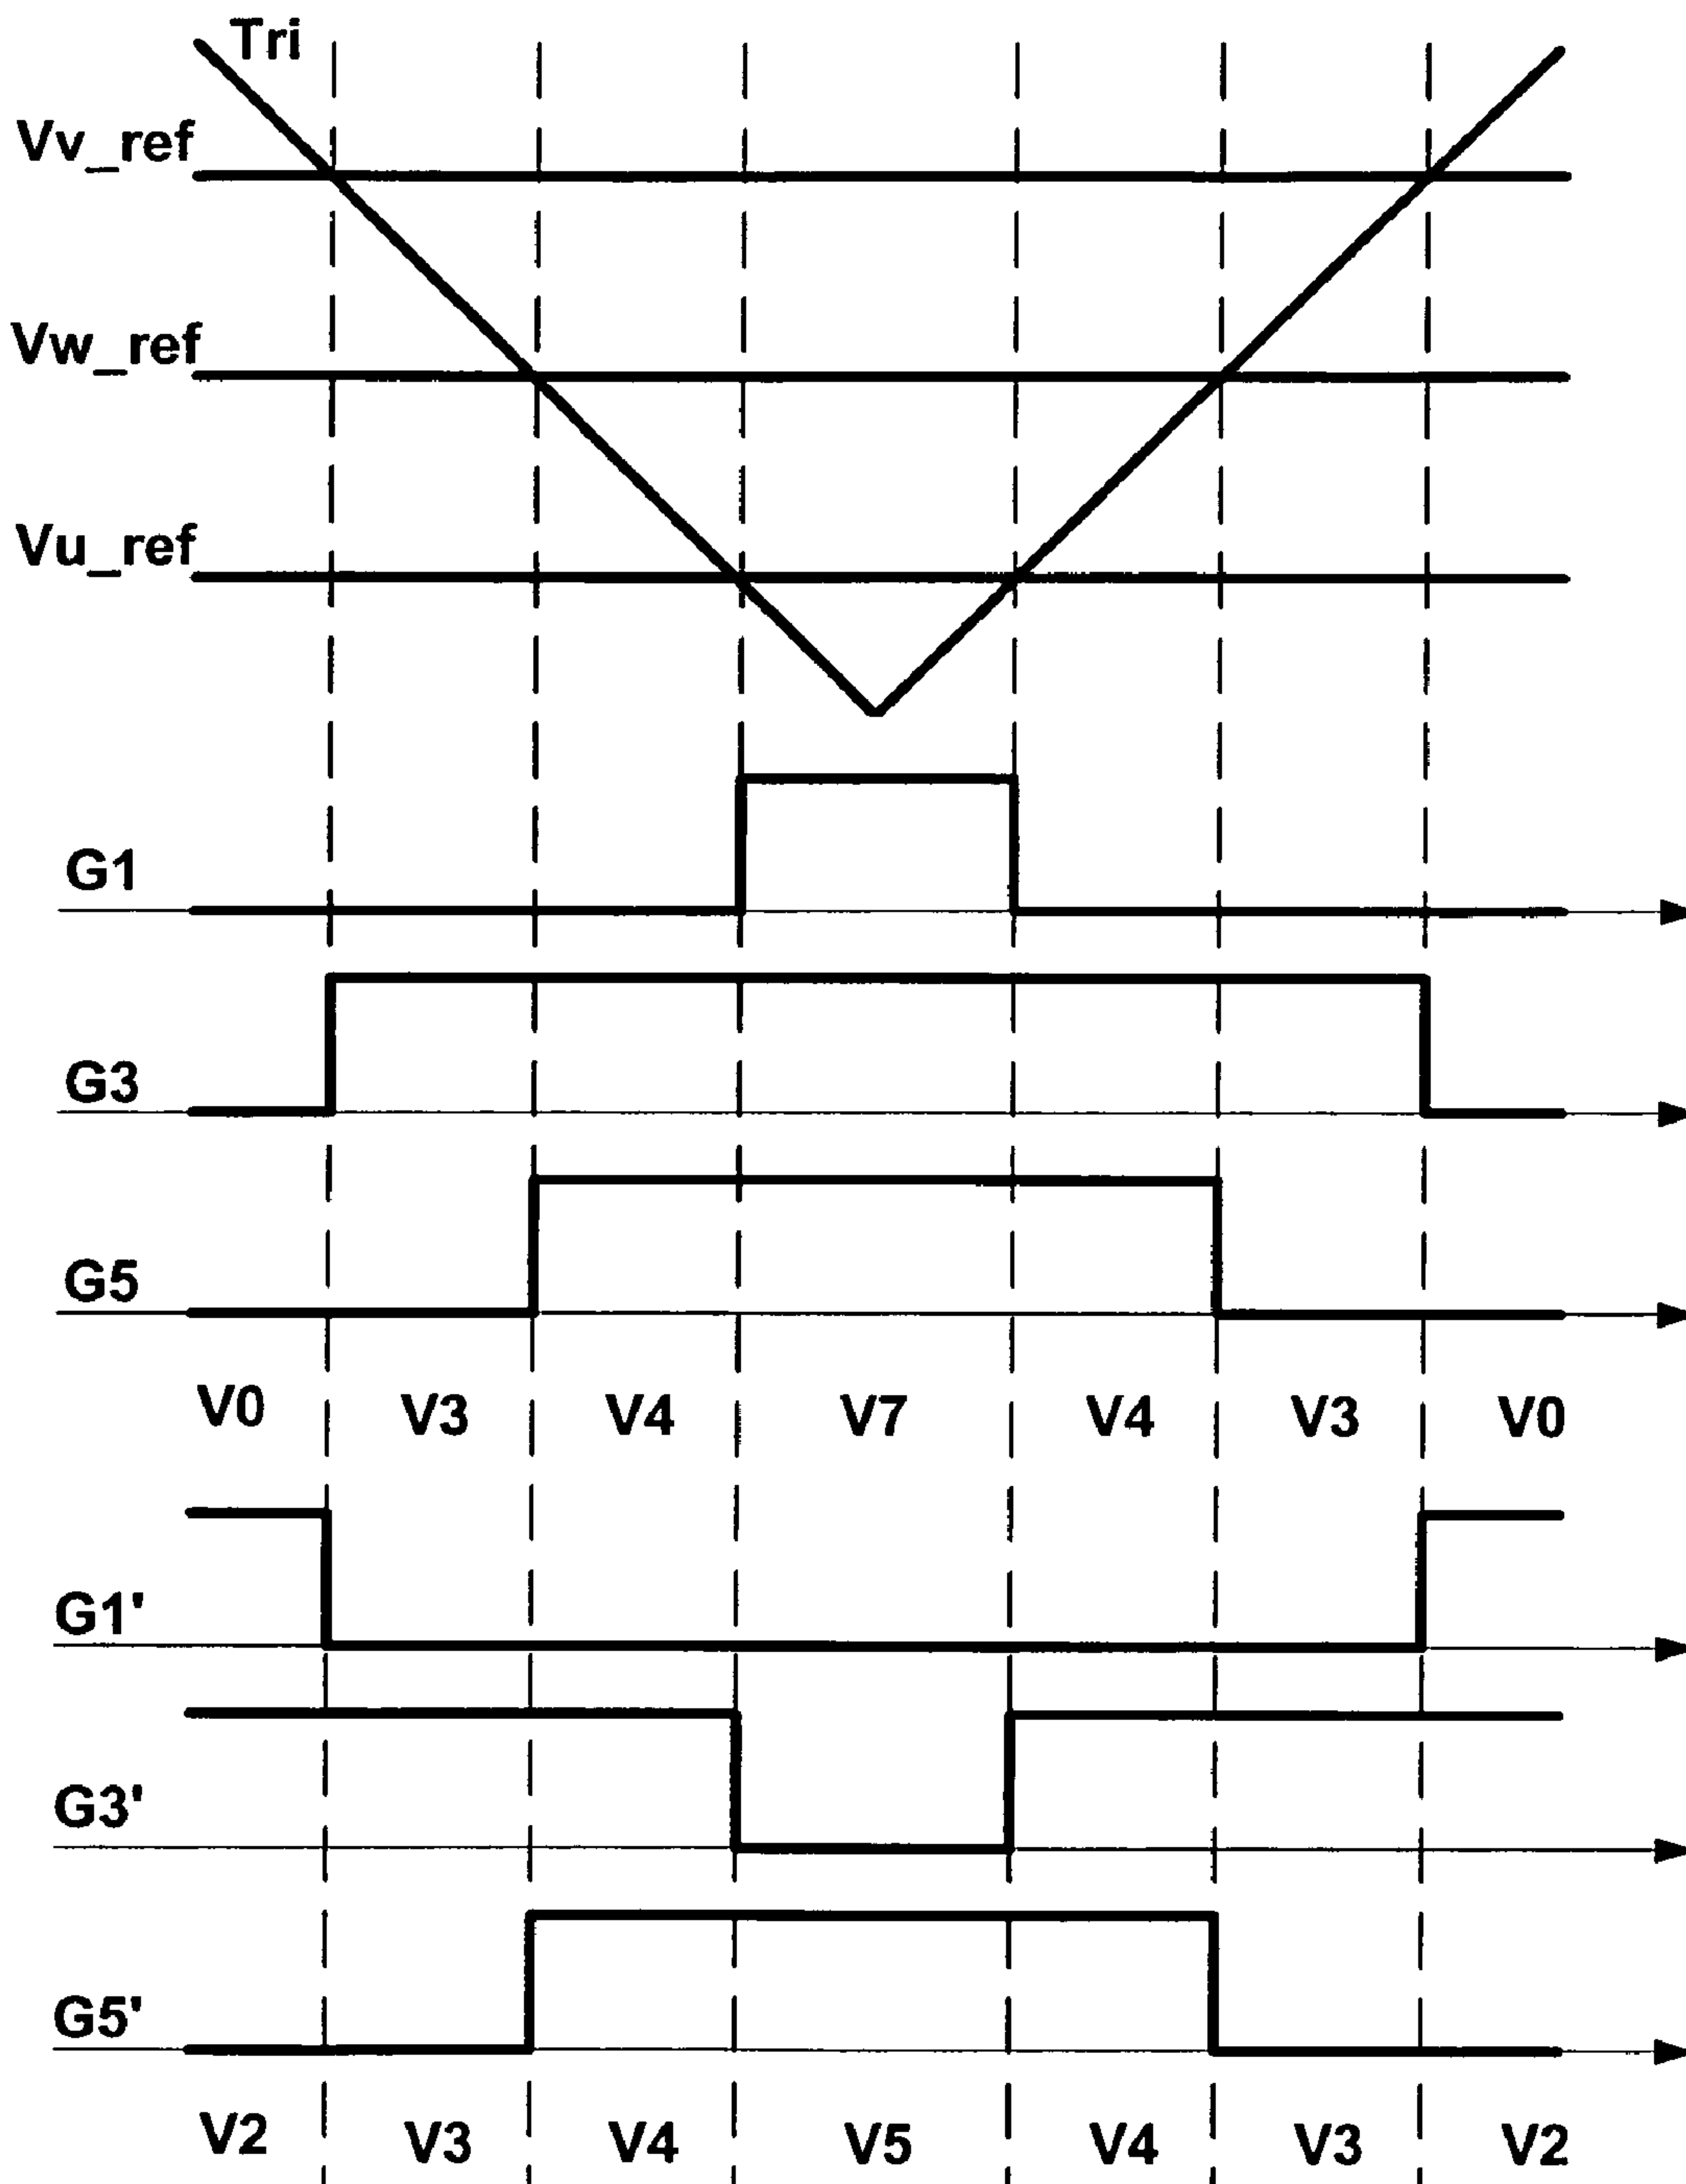 Tri
Vv_ref
Vw_ref
Vu_ref
G1
G3
G5
V0 V3 V4 V7 V4 V3 V0
G1'
G3'
G5'
V2 V3 V4 V5 V4 V3 V2